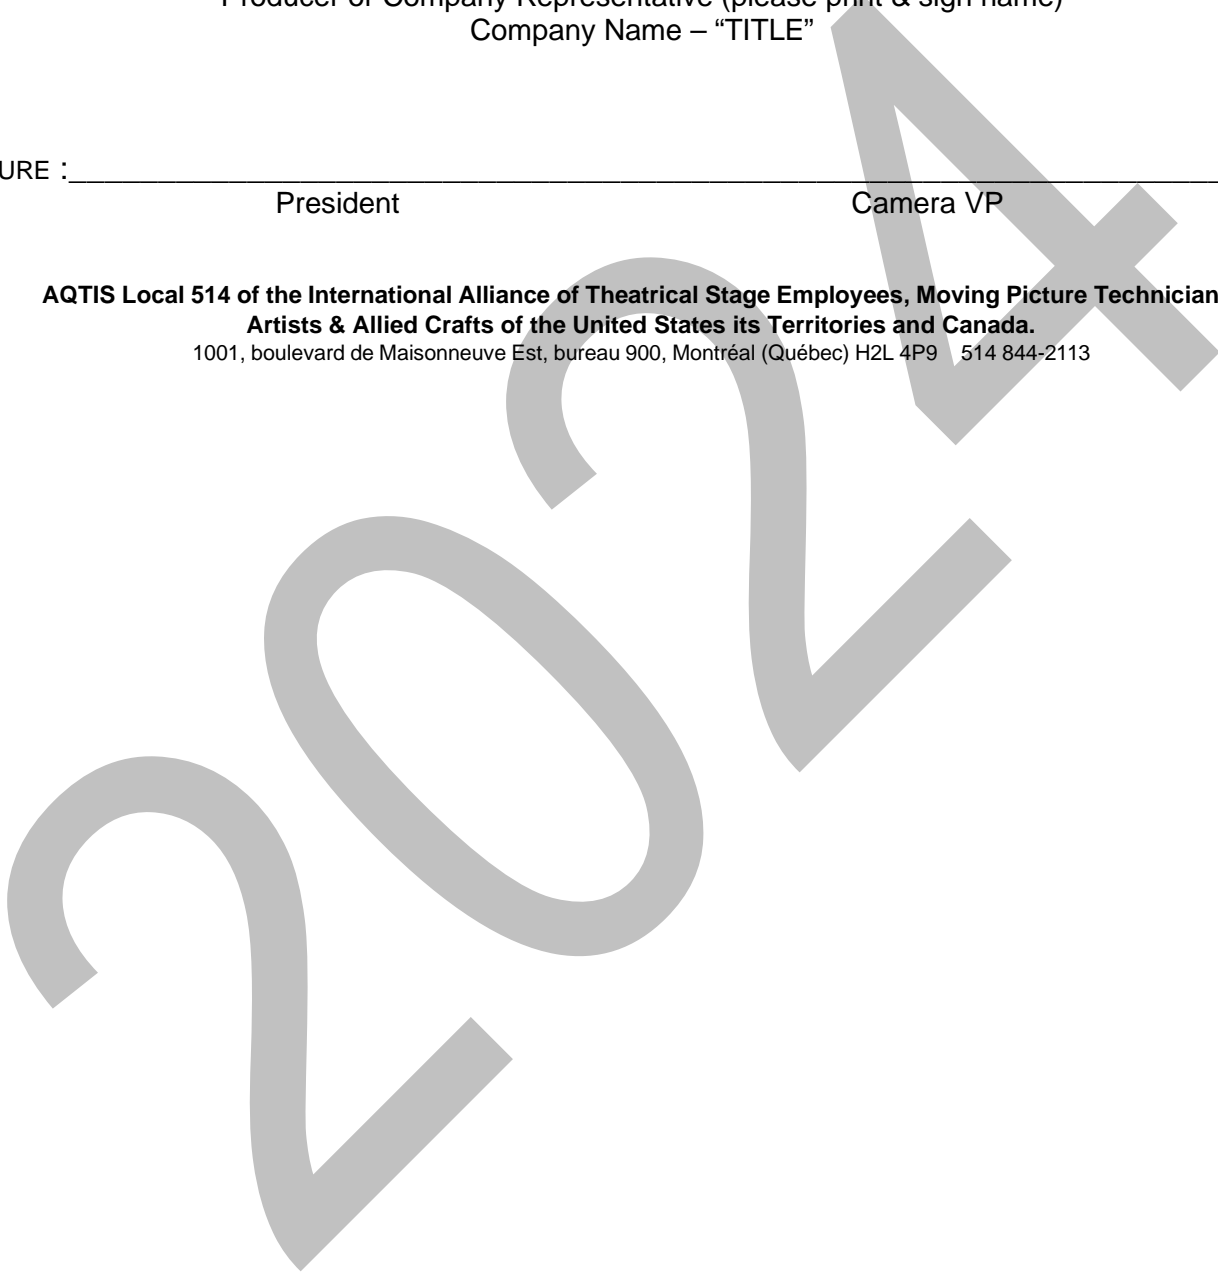 Producer or Company Representative (please print & sign name)
Company Name – “TITLE”
URE :______________________________________________________________________
President Camera VP
AQTIS Local 514 of the International Alliance of Theatrical Stage Employees, Moving Picture Technician
Artists & Allied Crafts of the United States its Territories and Canada.
1001, boulevard de Maisonneuve Est, bureau 900, Montréal (Québec) H2L 4P9 514 844-2113
2024